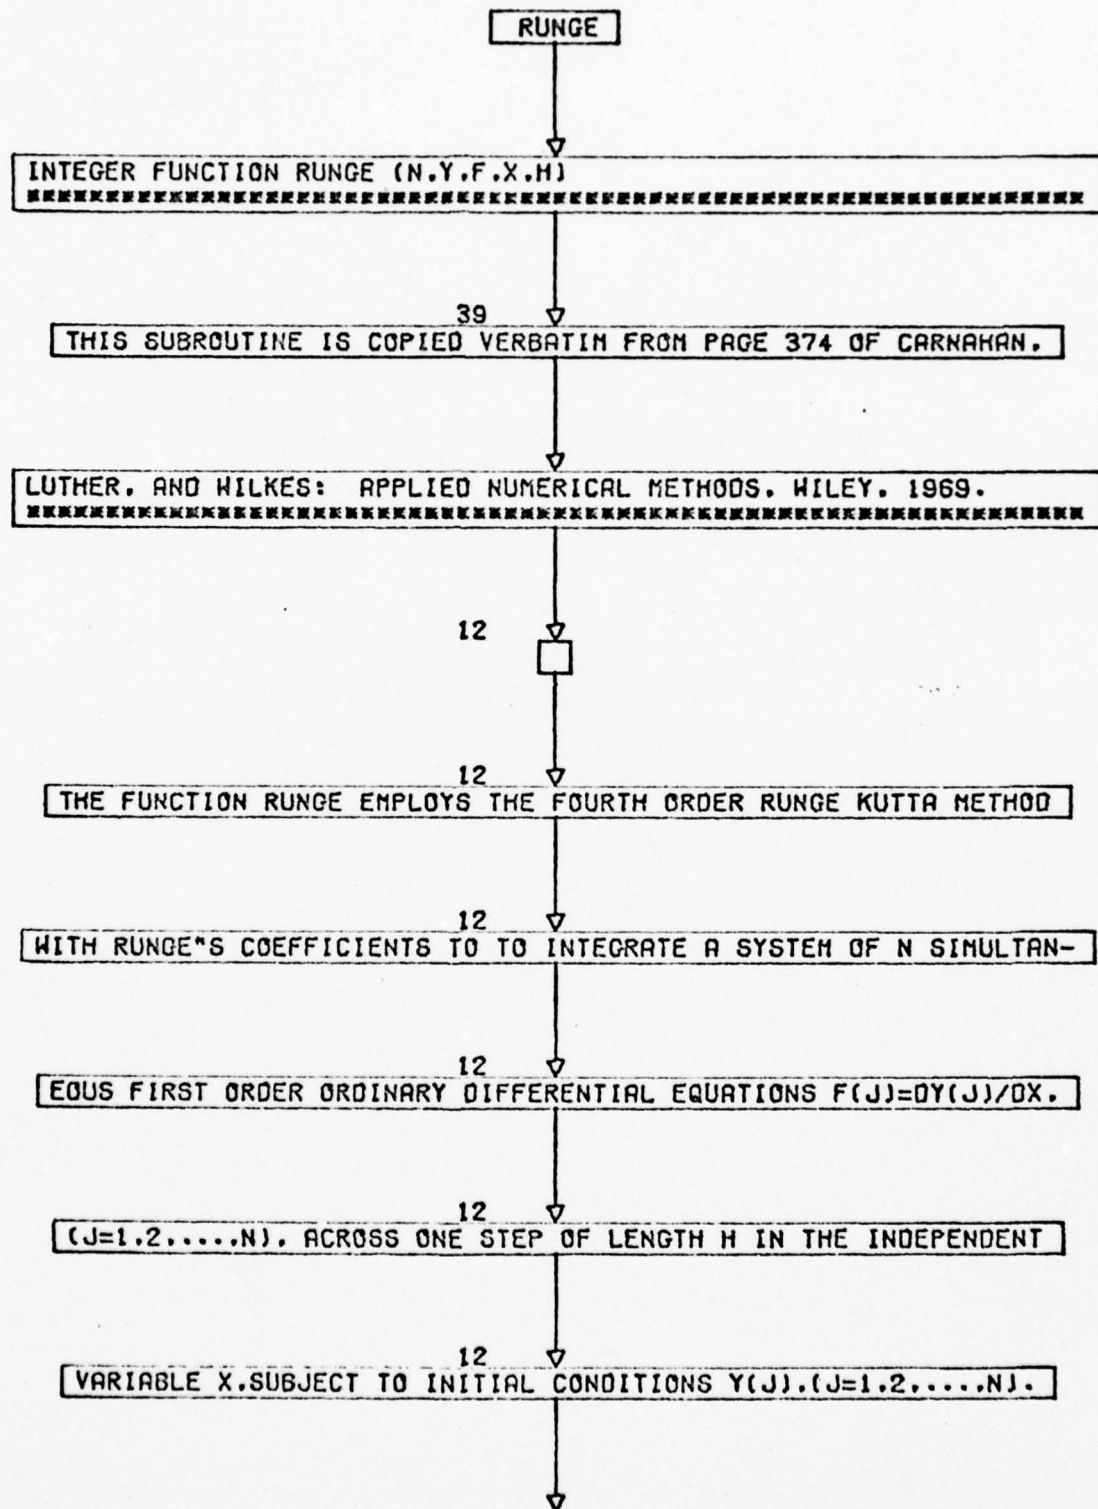 RUNGE
INTEGER FUNCTION RUNGE (N.Y.F.X.H)
**********************************************************************
39
THIS SUBROUTINE IS COPIED VERBATIM FROM PAGE 374 OF CARNAHAN.
LUTHER. AND WILKES: APPLIED NUMERICAL METHODS. WILEY. 1969.
**********************************************************************
12
12
THE FUNCTION RUNGE EMPLOYS THE FOURTH ORDER RUNGE KUTTA METHOD
12
WITH RUNGE"S COEFFICIENTS TO TO INTEGRATE A SYSTEM OF N SIMULTAN-
12
EOUS FIRST ORDER ORDINARY DIFFERENTIAL EQUATIONS F(J)=DY(J)/DX.
12
(J=1.2.....N). ACROSS ONE STEP OF LENGTH H IN THE INDEPENDENT
12
VARIABLE X.SUBJECT TO INITIAL CONDITIONS Y(J).(J=1.2.....N).